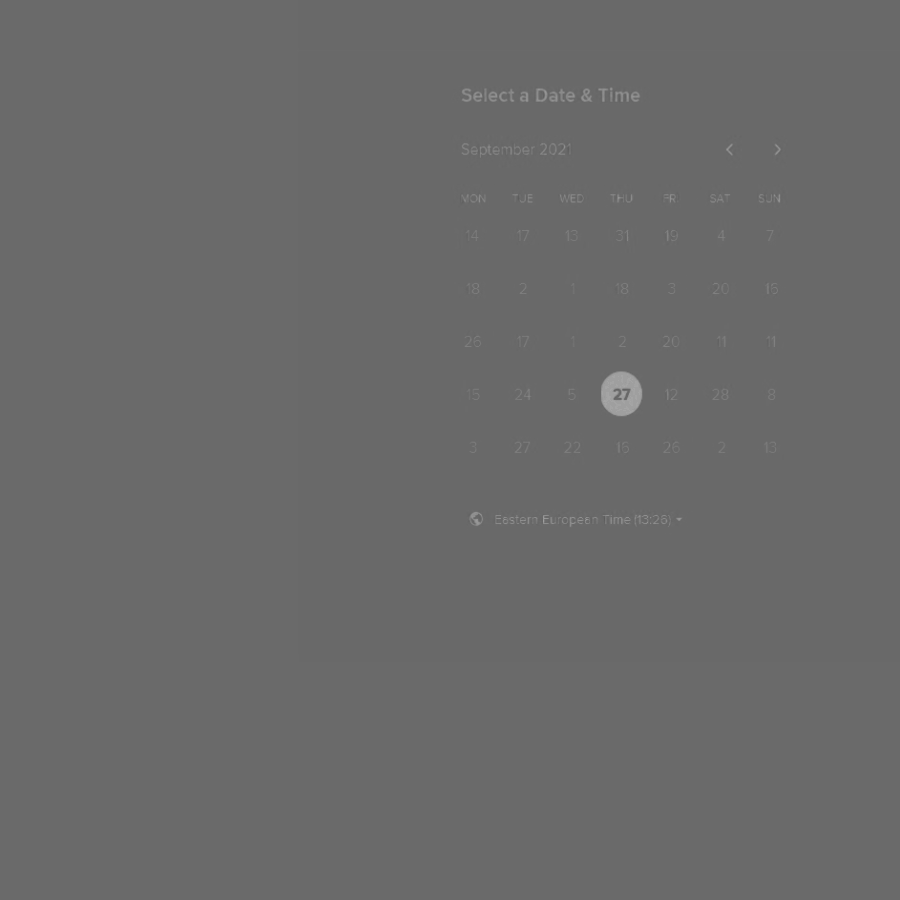 Select a Date & Time
September 2021
MON TUE WED THU FRI SAT SUN
14 17 13 31 19 4 7
18 2 1 18 3 20 15
26 17 1 2 20 11 11
15 24 5 27 12 28 8
3 27 22 15 26 2 13
Eastern European Time (13:26)